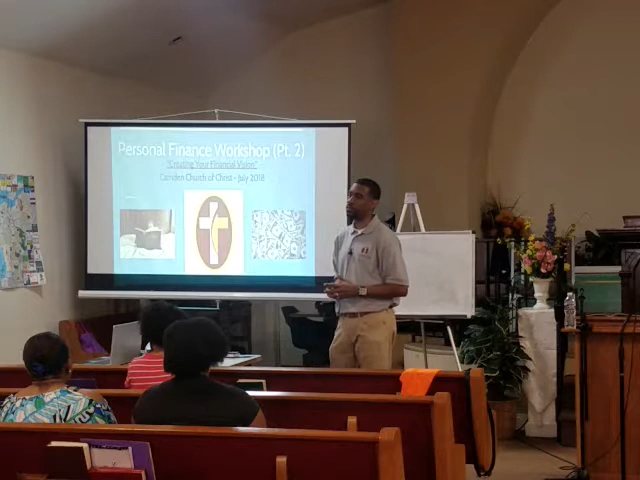 Personal Finance Workshop (Pt. 2)
"Creating Your Financial Vision"
Camden Church of Christ - July 2018